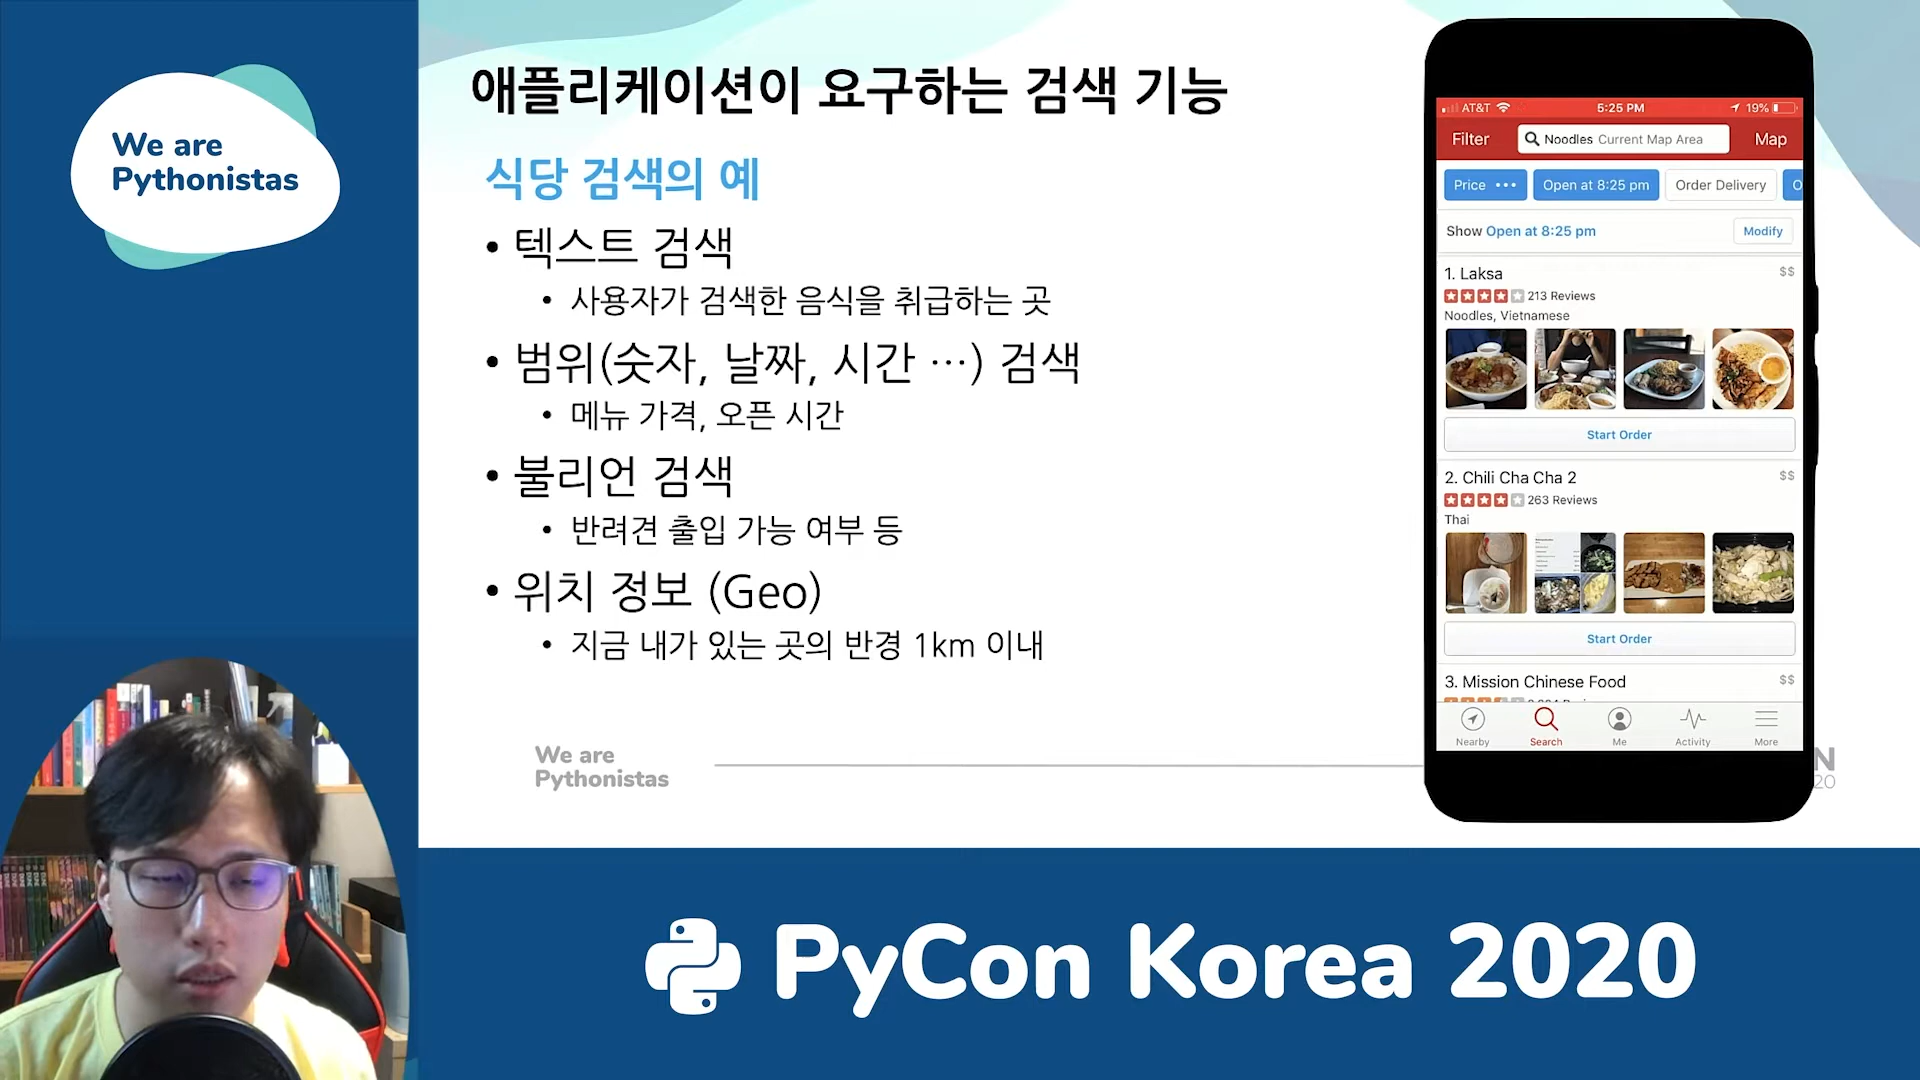 We are
Pythonistas
애플리케이션이 요구하는 검색 기능
식당 검색의 예
• 텍스트 검색
• 사용자가 검색한 음식을 취급하는 곳
• 범위(숫자, 날짜, 시간 …) 검색
• 메뉴 가격, 오픈 시간
• 불리언 검색
• 반려견 출입 가능 여부 등
• 위치 정보 (Geo)
• 지금 내가 있는 곳의 반경 1km 이내
We are
Pythonistas
N
20
AT&T 5:25 PM 19%
Filter Noodles Current Map Area Map
Price ••• Open at 8:25 pm Order Delivery O
Show Open at 8:25 pm Modify
1. Laksa $$
213 Reviews
Noodles, Vietnamese
Start Order
2. Chili Cha Cha 2 $$
263 Reviews
Thai
Start Order
3. Mission Chinese Food $$
Nearby Search Me Activity More
PyCon Korea 2020